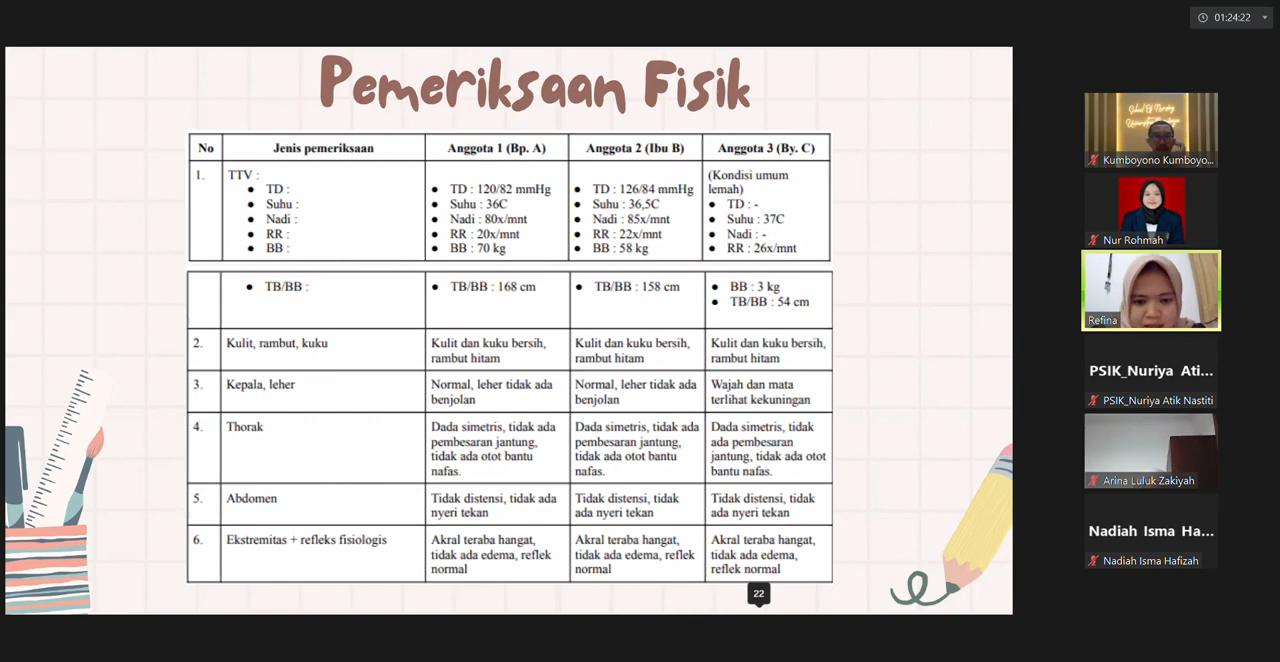 01:24:22
Pemeriksaan Fisik
No Jenis pemeriksaan Anggota 1 (Bp. A) Anggota 2 (Ibu B) Anggota 3 (By. C)
1. TTV :
● TD :
● Suhu :
● Nadi :
● RR :
● BB :
● TD : 120/82 mmHg
● Suhu : 36C
● Nadi : 80x/mnt
● RR : 20x/mnt
● BB : 70 kg
● TD : 126/84 mmHg
● Suhu : 36,5C
● Nadi : 85x/mnt
● RR : 22x/mnt
● BB : 58 kg
(Kondisi umum
lemah)
● TD : -
● Suhu : 37C
● Nadi : -
● RR : 26x/mnt
● TB/BB :
● TB/BB : 168 cm
● TB/BB : 158 cm
● BB : 3 kg
● TB/BB : 54 cm
2. Kulit, rambut, kuku
Kulit dan kuku bersih,
rambut hitam
Kulit dan kuku bersih,
rambut hitam
Kulit dan kuku bersih,
rambut hitam
3. Kepala, leher
Normal, leher tidak ada
benjolan
Normal, leher tidak ada
benjolan
Wajah dan mata
terlihat kekuningan
4. Thorak
Dada simetris, tidak ada
pembesaran jantung,
tidak ada otot bantu
nafas.
Dada simetris, tidak ada
pembesaran jantung,
tidak ada otot bantu
nafas.
Dada simetris, tidak
ada pembesaran
jantung, tidak ada otot
bantu nafas.
5. Abdomen
Tidak distensi, tidak ada
nyeri tekan
Tidak distensi, tidak
ada nyeri tekan
Tidak distensi, tidak
ada nyeri tekan
6. Ekstremitas + refleks fisiologis
Akral teraba hangat,
tidak ada edema, reflek
normal
Akral teraba hangat,
tidak ada edema, reflek
normal
Akral teraba hangat,
tidak ada edema,
reflek normal
22
School Of Nursing
Kumboyono Kumboyo...
Nur Rohmah
Refina
PSIK_Nuriya Ati...
PSIK_Nuriya Atik Nastiti
Arina Luluk Zakiyah
Nadiah Isma Ha...
Nadiah Isma Hafizah